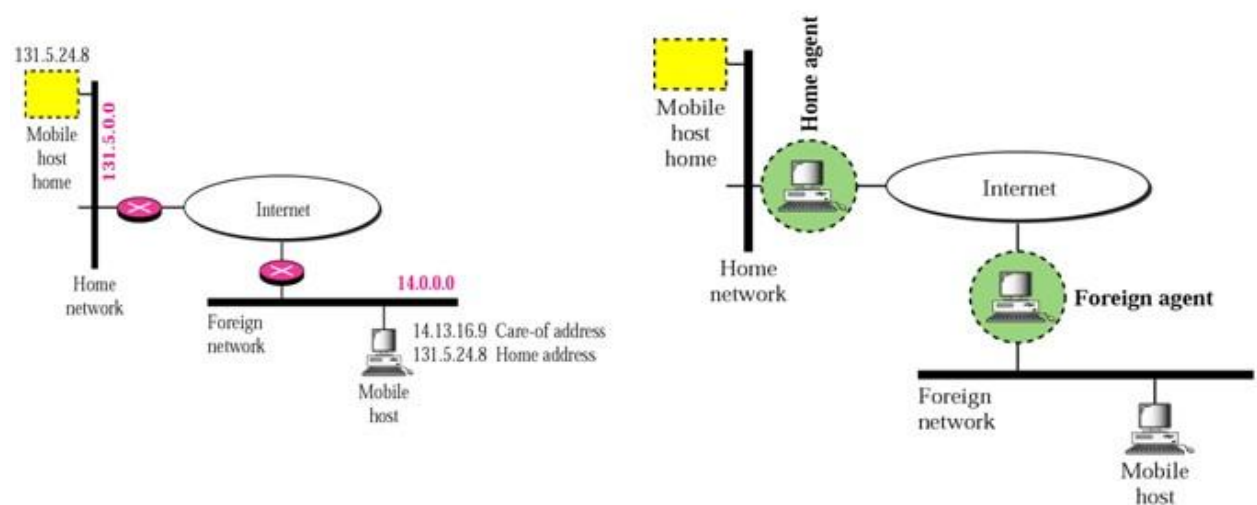 131.5.24.8
Mobile
host
home
131.5.0.0
Internet
Home
network
14.0.0.0
Foreign
network
14.13.16.9 Care-of address
131.5.24.8 Home address
Mobile
host
Home agent
Mobile
host
home
Internet
Home
network
Foreign agent
Foreign
network
Mobile
host